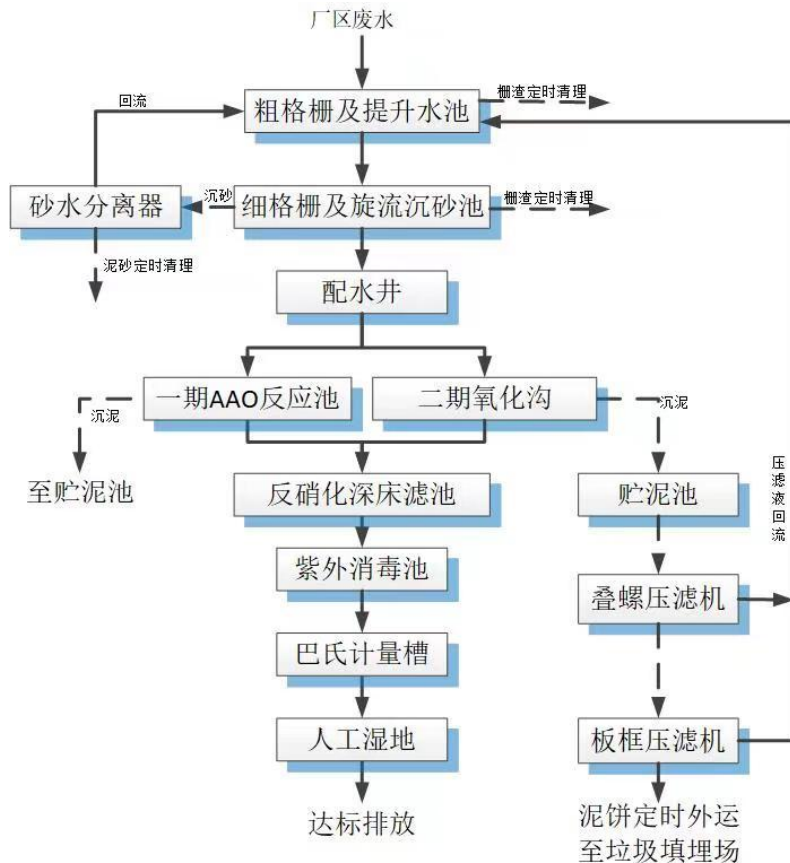 厂区废水
回流
粗格栅及提升水池
栅渣定时清理
砂水分离器
沉砂
细格栅及旋流沉砂池
栅渣定时清理
泥砂定时清理
配水井
一期AAO反应池
二期氧化沟
沉泥
沉泥
至贮泥池
反硝化深床滤池
贮泥池
压滤液回流
紫外消毒池
叠螺压滤机
巴氏计量槽
人工湿地
板框压滤机
达标排放
泥饼定时外运
至垃圾填埋场